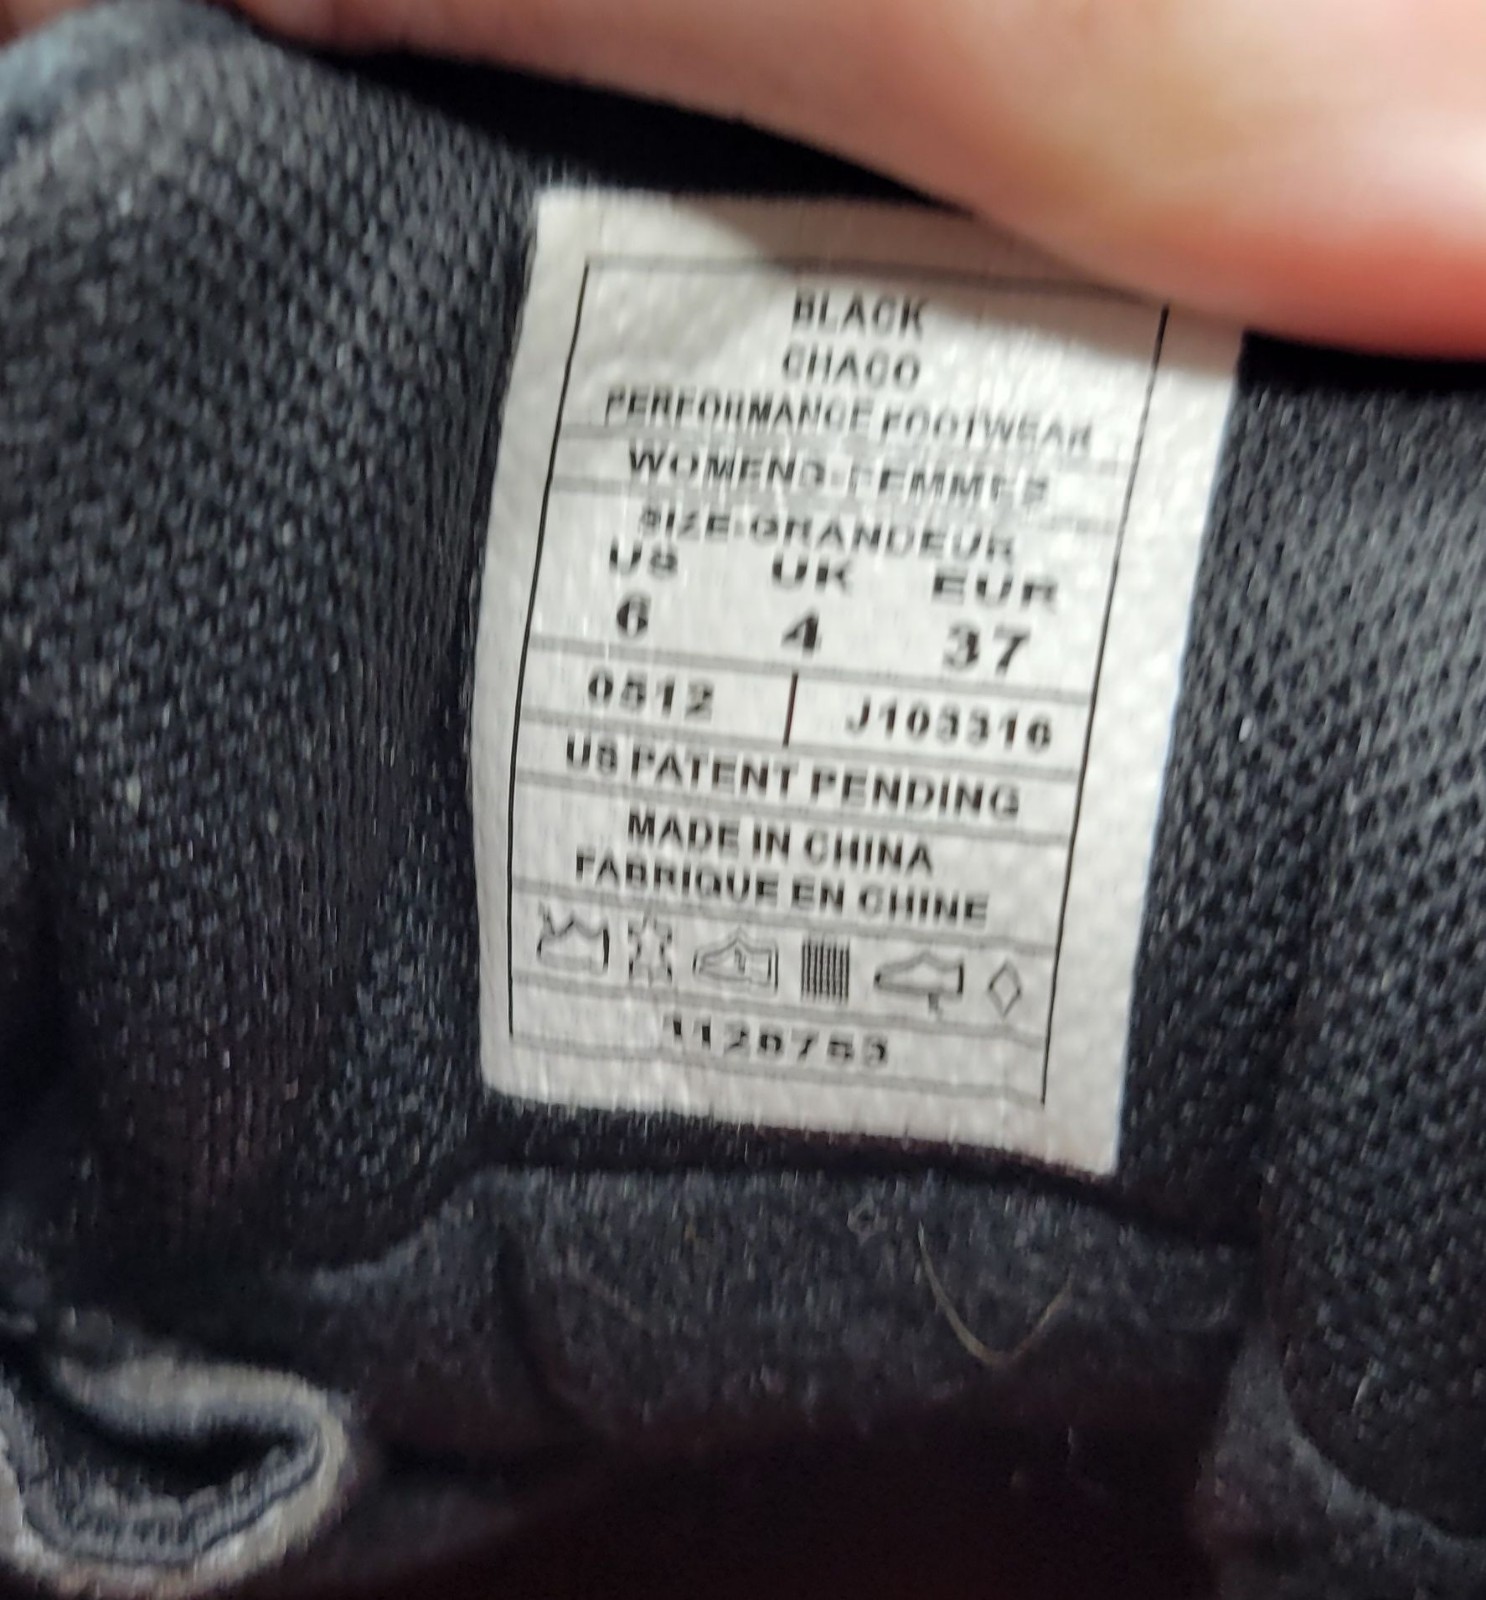 BLACK
CHACO
PERFORMANCE FOOTWEAR
WOMENS-FEMMES
SIZE-GRANDEUR
US UK EUR
6 4 37
0512 J103316
US PATENT PENDING
MADE IN CHINA
FABRIQUE EN CHINE